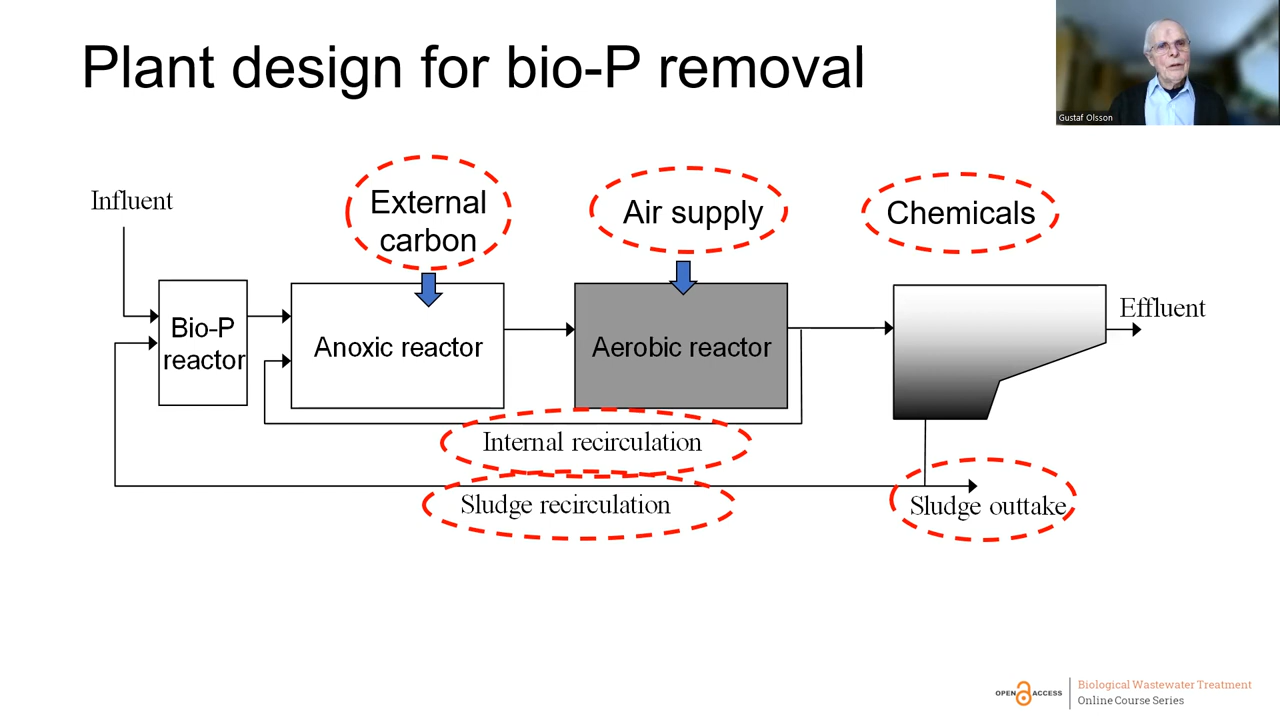 Plant design for bio-P removal
Gustaf Olsson
Influent
External
carbon
Air supply
Chemicals
Bio-P
reactor
Anoxic reactor
Aerobic reactor
Effluent
Internal recirculation
Sludge recirculation
Sludge outtake
OPEN ACCESS
Biological Wastewater Treatment
Online Course Series